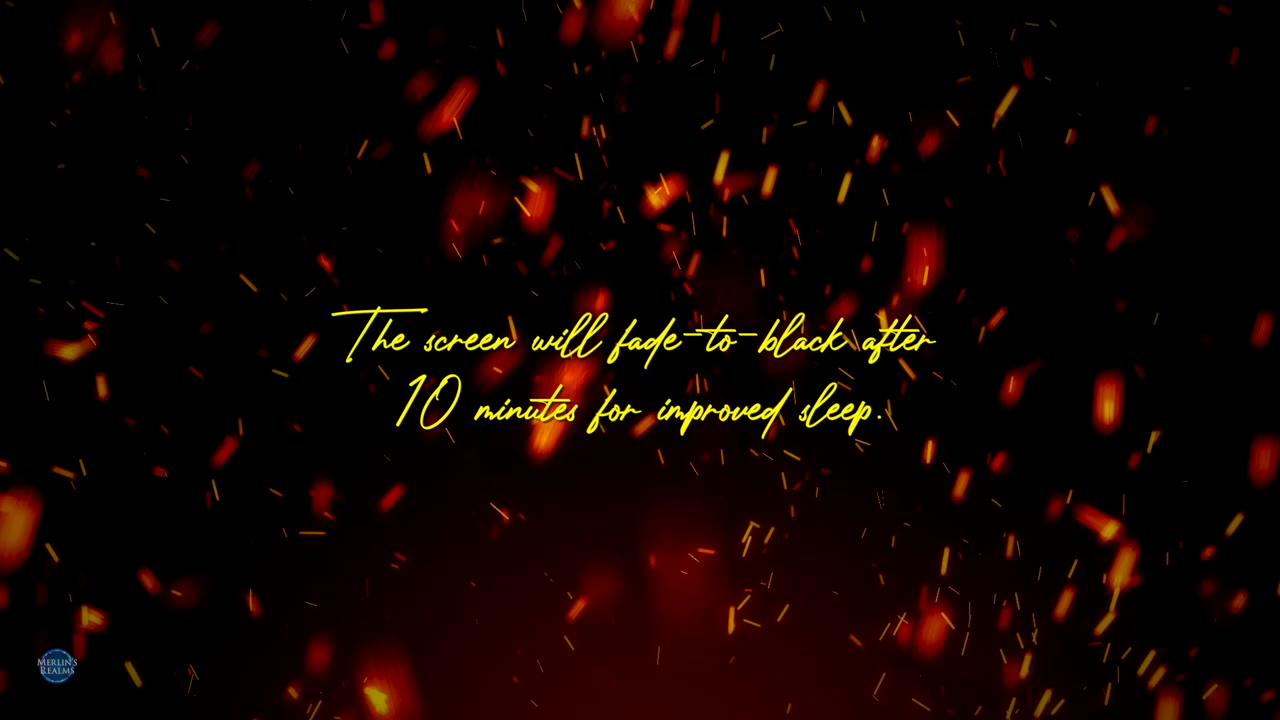 The screen will fade-to-black after
10 minutes for improved sleep.
MERLIN'S
REALMS